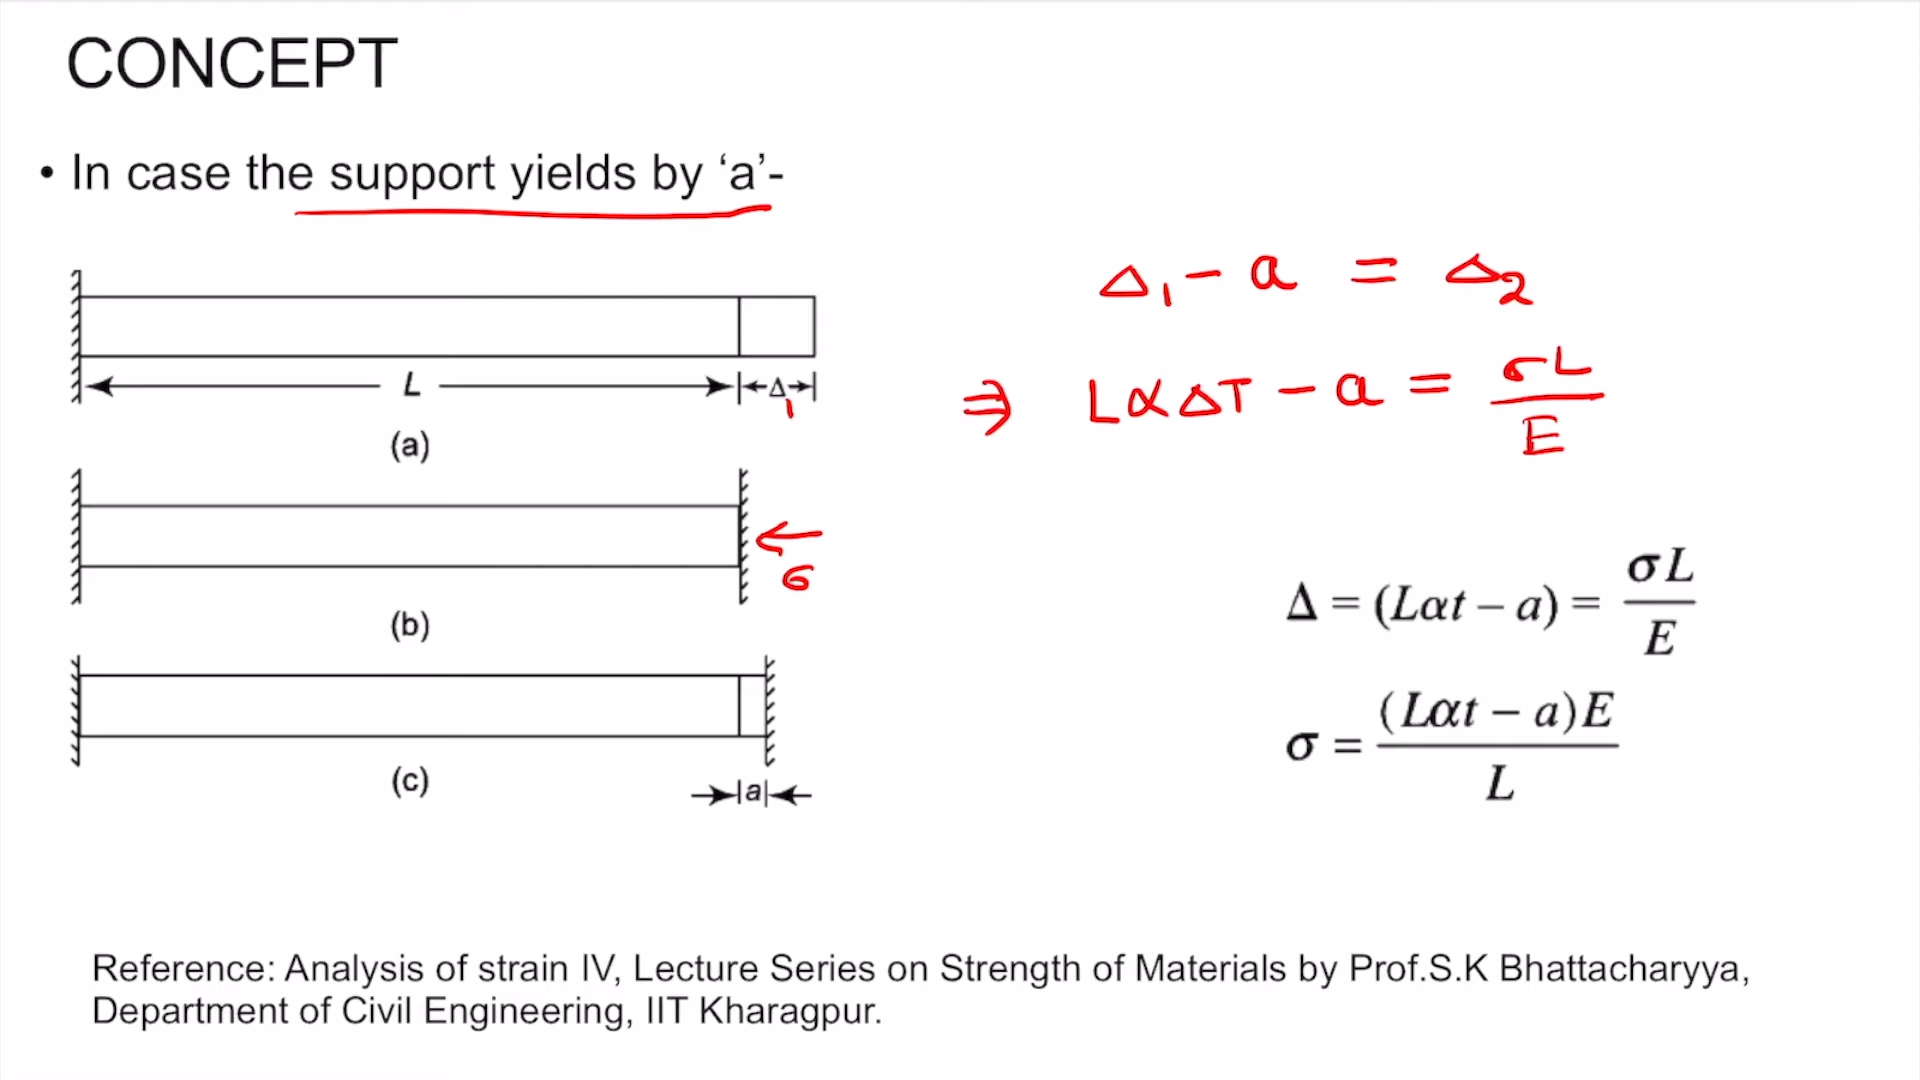 CONCEPT
• In case the support yields by ‘a’-
Δ₁ - a = Δ₂
L
Δ₁
⇒ LαΔT - a = σL/E
(a)
σ
Δ = (Lαt – a) = σL/E
(b)
σ = (Lαt – a)E/L
(c)
a
Reference: Analysis of strain IV, Lecture Series on Strength of Materials by Prof.S.K Bhattacharyya,
Department of Civil Engineering, IIT Kharagpur.